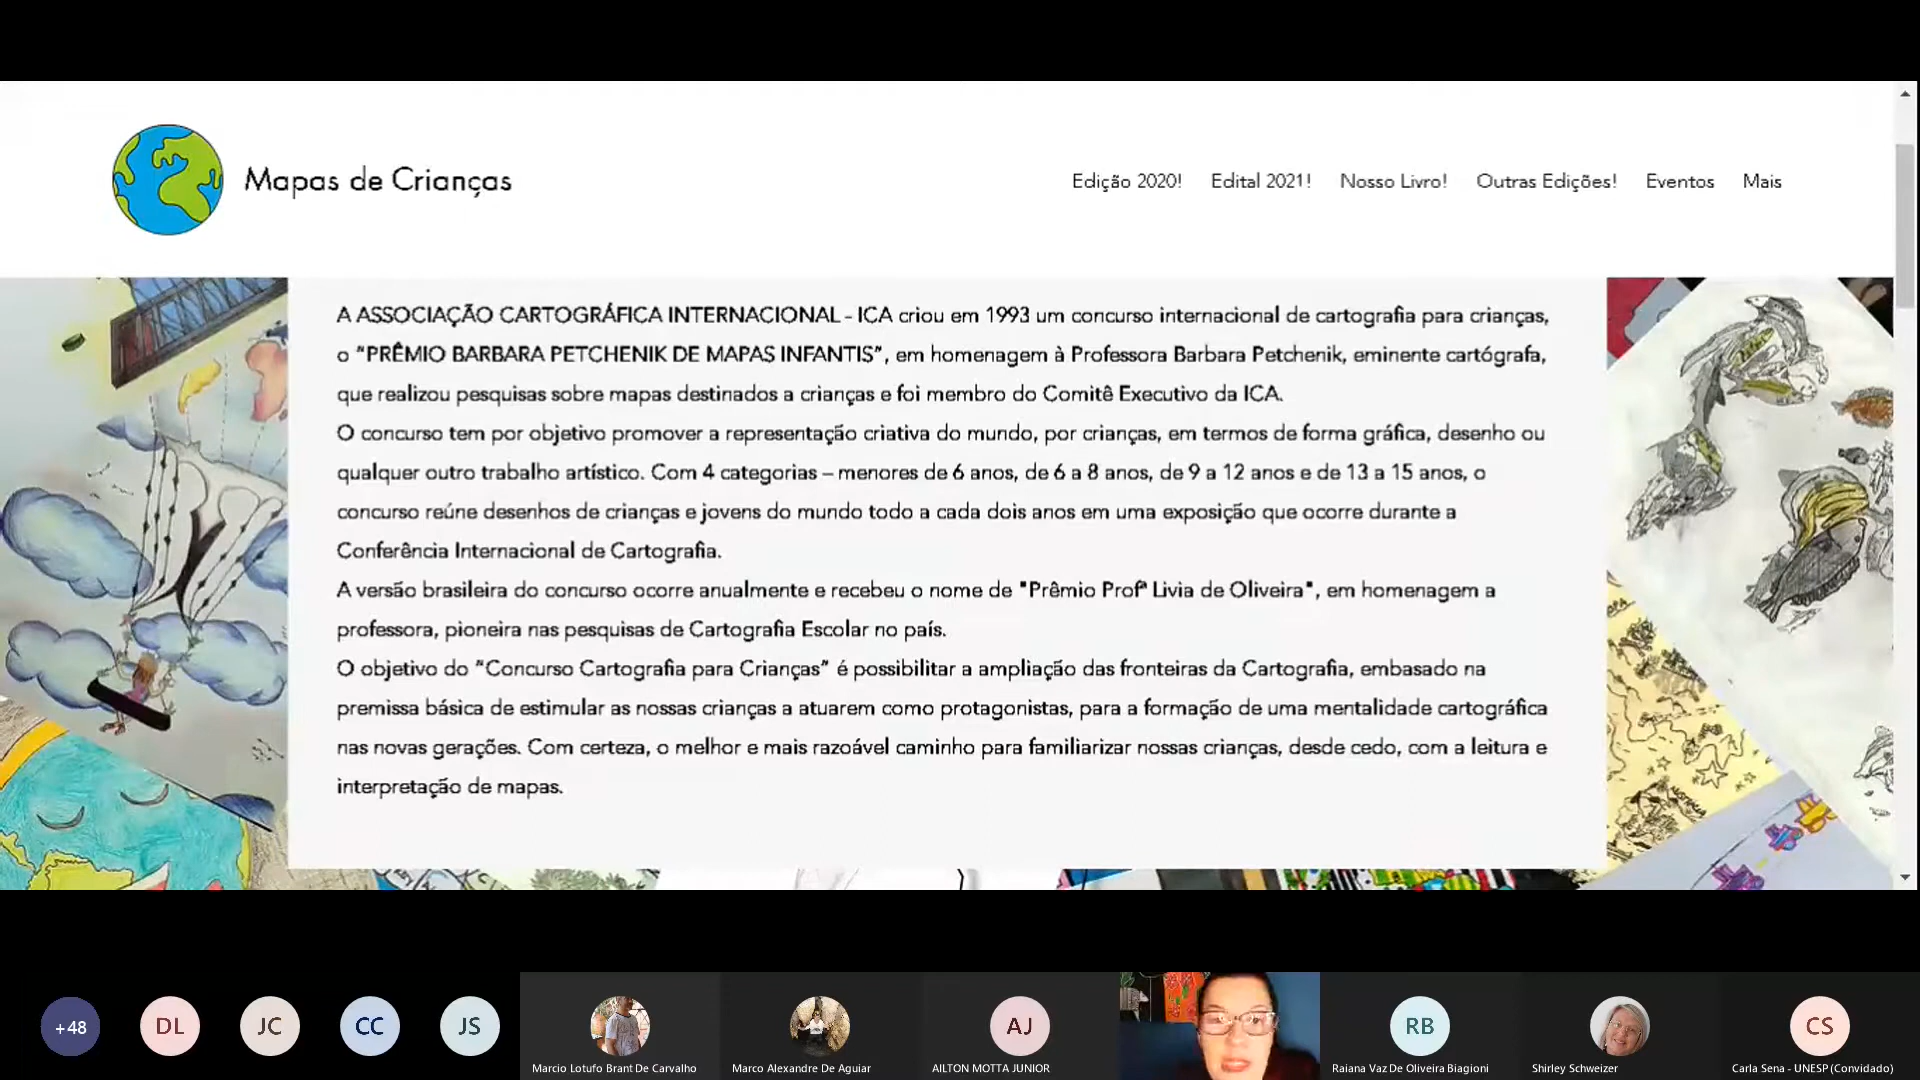 Mapas de Crianças
Edição 2020! Edital 2021! Nosso Livro! Outras Edições! Eventos Mais
A ASSOCIAÇÃO CARTOGRÁFICA INTERNACIONAL - ICA criou em 1993 um concurso internacional de cartografia para crianças,
o “PRÊMIO BARBARA PETCHENIK DE MAPAS INFANTIS”, em homenagem à Professora Barbara Petchenik, eminente cartógrafa,
que realizou pesquisas sobre mapas destinados a crianças e foi membro do Comitê Executivo da ICA.
O concurso tem por objetivo promover a representação criativa do mundo, por crianças, em termos de forma gráfica, desenho ou
qualquer outro trabalho artístico. Com 4 categorias – menores de 6 anos, de 6 a 8 anos, de 9 a 12 anos e de 13 a 15 anos, o
concurso reúne desenhos de crianças e jovens do mundo todo a cada dois anos em uma exposição que ocorre durante a
Conferência Internacional de Cartografia.
A versão brasileira do concurso ocorre anualmente e recebeu o nome de "Prêmio Profª Livia de Oliveira", em homenagem a
professora, pioneira nas pesquisas de Cartografia Escolar no país.
O objetivo do “Concurso Cartografia para Crianças” é possibilitar a ampliação das fronteiras da Cartografia, embasado na
premissa básica de estimular as nossas crianças a atuarem como protagonistas, para a formação de uma mentalidade cartográfica
nas novas gerações. Com certeza, o melhor e mais razoável caminho para familiarizar nossas crianças, desde cedo, com a leitura e
interpretação de mapas.
+48 DL JC CC JS AJ RB CS
Marcio Lotufo Brant De Carvalho Marco Alexandre De Aguiar AILTON MOTTA JUNIOR Raiana Vaz De Oliveira Biagioni Shirley Schweizer Carla Sena - UNESP (Convidado)